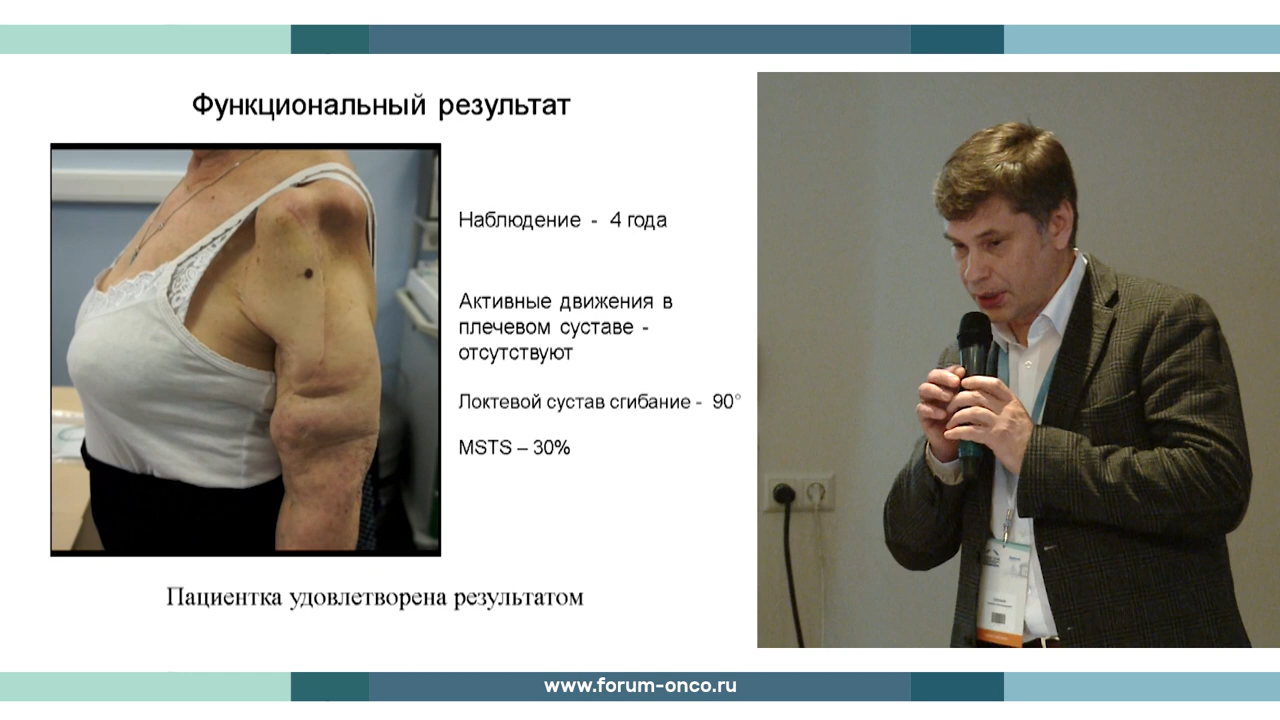 Функциональный результат
Наблюдение - 4 года
Активные движения в
плечевом суставе -
отсутствуют
Локтевой сустав сгибание - 90°
MSTS – 30%
Пациентка удовлетворена результатом
www.forum-onco.ru